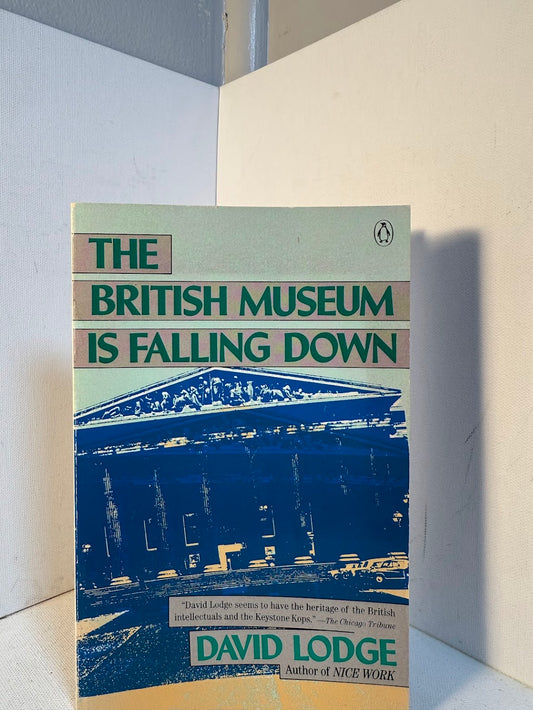 THE
BRITISH MUSEUM
IS FALLING DOWN
“David Lodge seems to have the heritage of the British
intellectuals and the Keystone Kops.” —The Chicago Tribune
DAVID LODGE
Author of NICE WORK